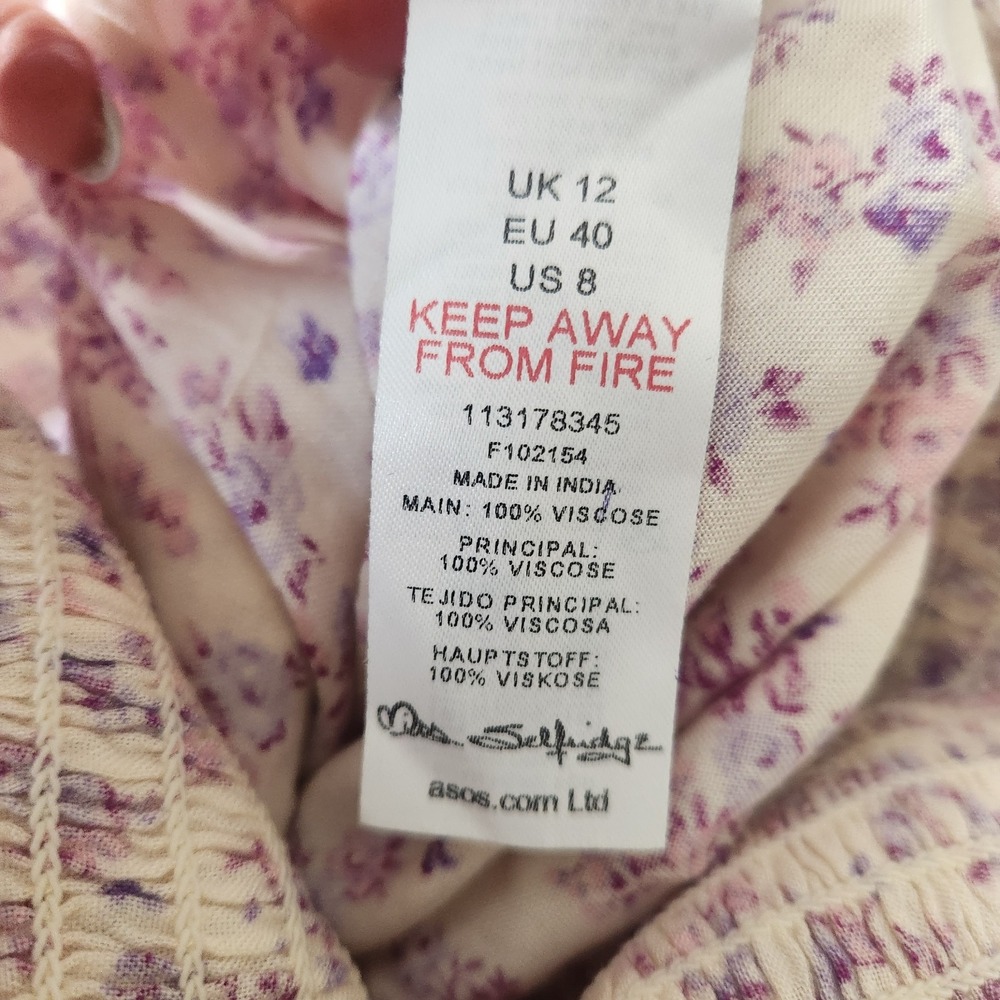 UK 12
EU 40
US 8
KEEP AWAY
FROM FIRE
113178345
F102154
MADE IN INDIA
MAIN: 100% VISCOSE
PRINCIPAL:
100% VISCOSE
TEJIDO PRINCIPAL:
100% VISCOSA
HAUPTSTOFF:
100% VISKOSE
Miss Selfridge
asos.com Ltd